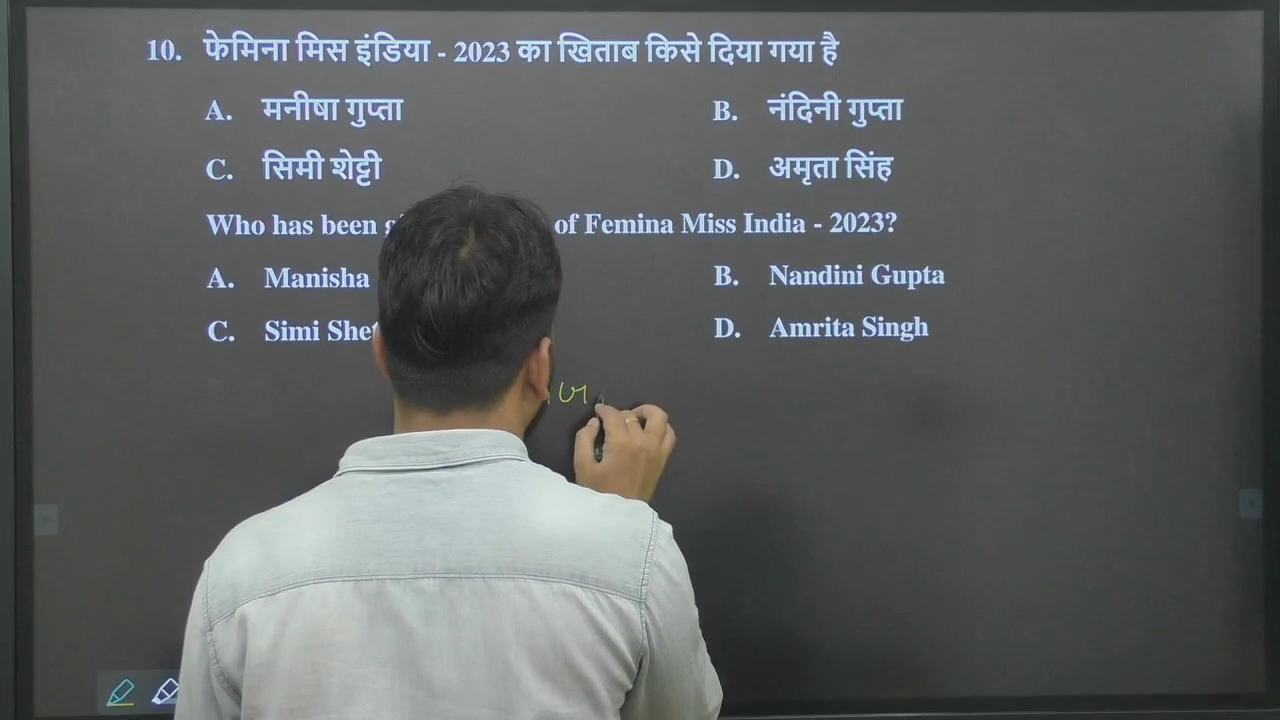 10. फेमिना मिस इंडिया - 2023 का खिताब किसे दिया गया है
A. मनीषा गुप्ता B. नंदिनी गुप्ता
C. सिमी शेट्टी D. अमृता सिंह
Who has been of Femina Miss India - 2023?
A. Manisha B. Nandini Gupta
C. Simi D. Amrita Singh